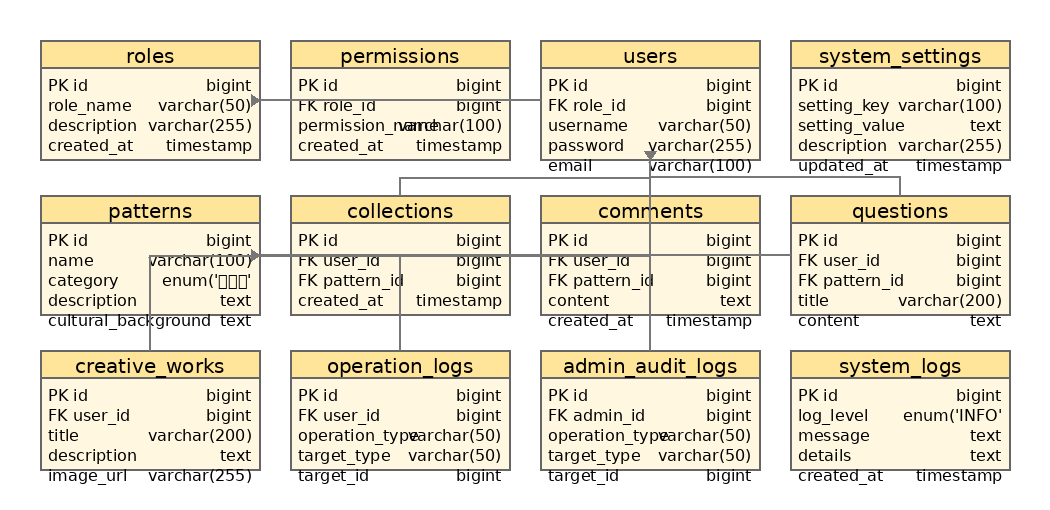 roles
PK id bigint
role_name varchar(50)
description varchar(255)
created_at timestamp
permissions
PK id bigint
FK role_id bigint
permission_name varchar(100)
created_at timestamp
users
PK id bigint
FK role_id bigint
username varchar(50)
password varchar(255)
email varchar(100)
system_settings
PK id bigint
setting_key varchar(100)
setting_value text
description varchar(255)
updated_at timestamp
patterns
PK id bigint
name varchar(100)
category enum('□□□'
description text
cultural_background text
collections
PK id bigint
FK user_id bigint
FK pattern_id bigint
created_at timestamp
comments
PK id bigint
FK user_id bigint
FK pattern_id bigint
content text
created_at timestamp
questions
PK id bigint
FK user_id bigint
FK pattern_id bigint
title varchar(200)
content text
creative_works
PK id bigint
FK user_id bigint
title varchar(200)
description text
image_url varchar(255)
operation_logs
PK id bigint
FK user_id bigint
operation_type varchar(50)
target_type varchar(50)
target_id bigint
admin_audit_logs
PK id bigint
FK admin_id bigint
operation_type varchar(50)
target_type varchar(50)
target_id bigint
system_logs
PK id bigint
log_level enum('INFO'
message text
details text
created_at timestamp